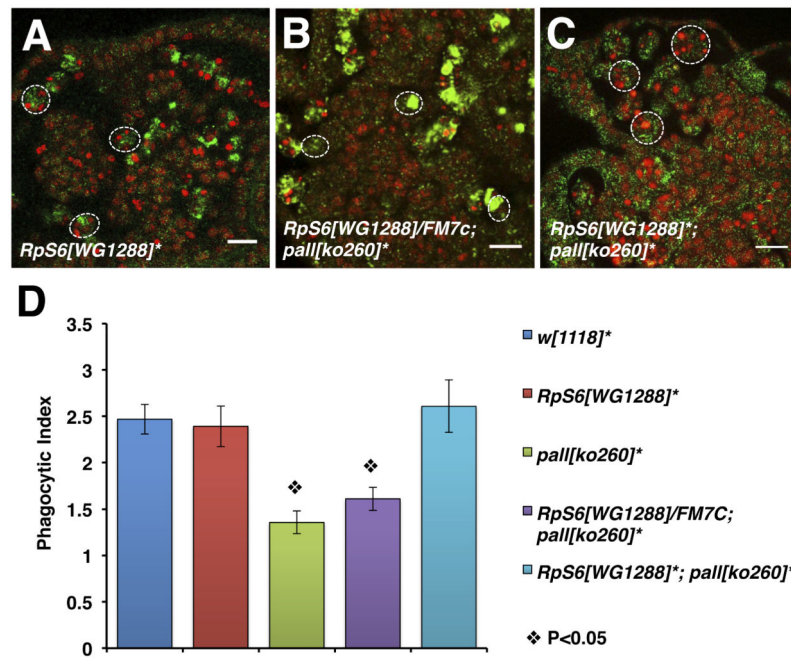 A
B
C
RpS6[WG1288]*
RpS6[WG1288]/FM7c;
pall[ko260]*
RpS6[WG1288]*;
pall[ko260]*
D
Phagocytic Index
3.5
3
2.5
2
1.5
1
0.5
0
❖
❖
w[1118]*
RpS6[WG1288]*
pall[ko260]*
RpS6[WG1288]/FM7C;
pall[ko260]*
RpS6[WG1288]*; pall[ko260]*
❖ P<0.05